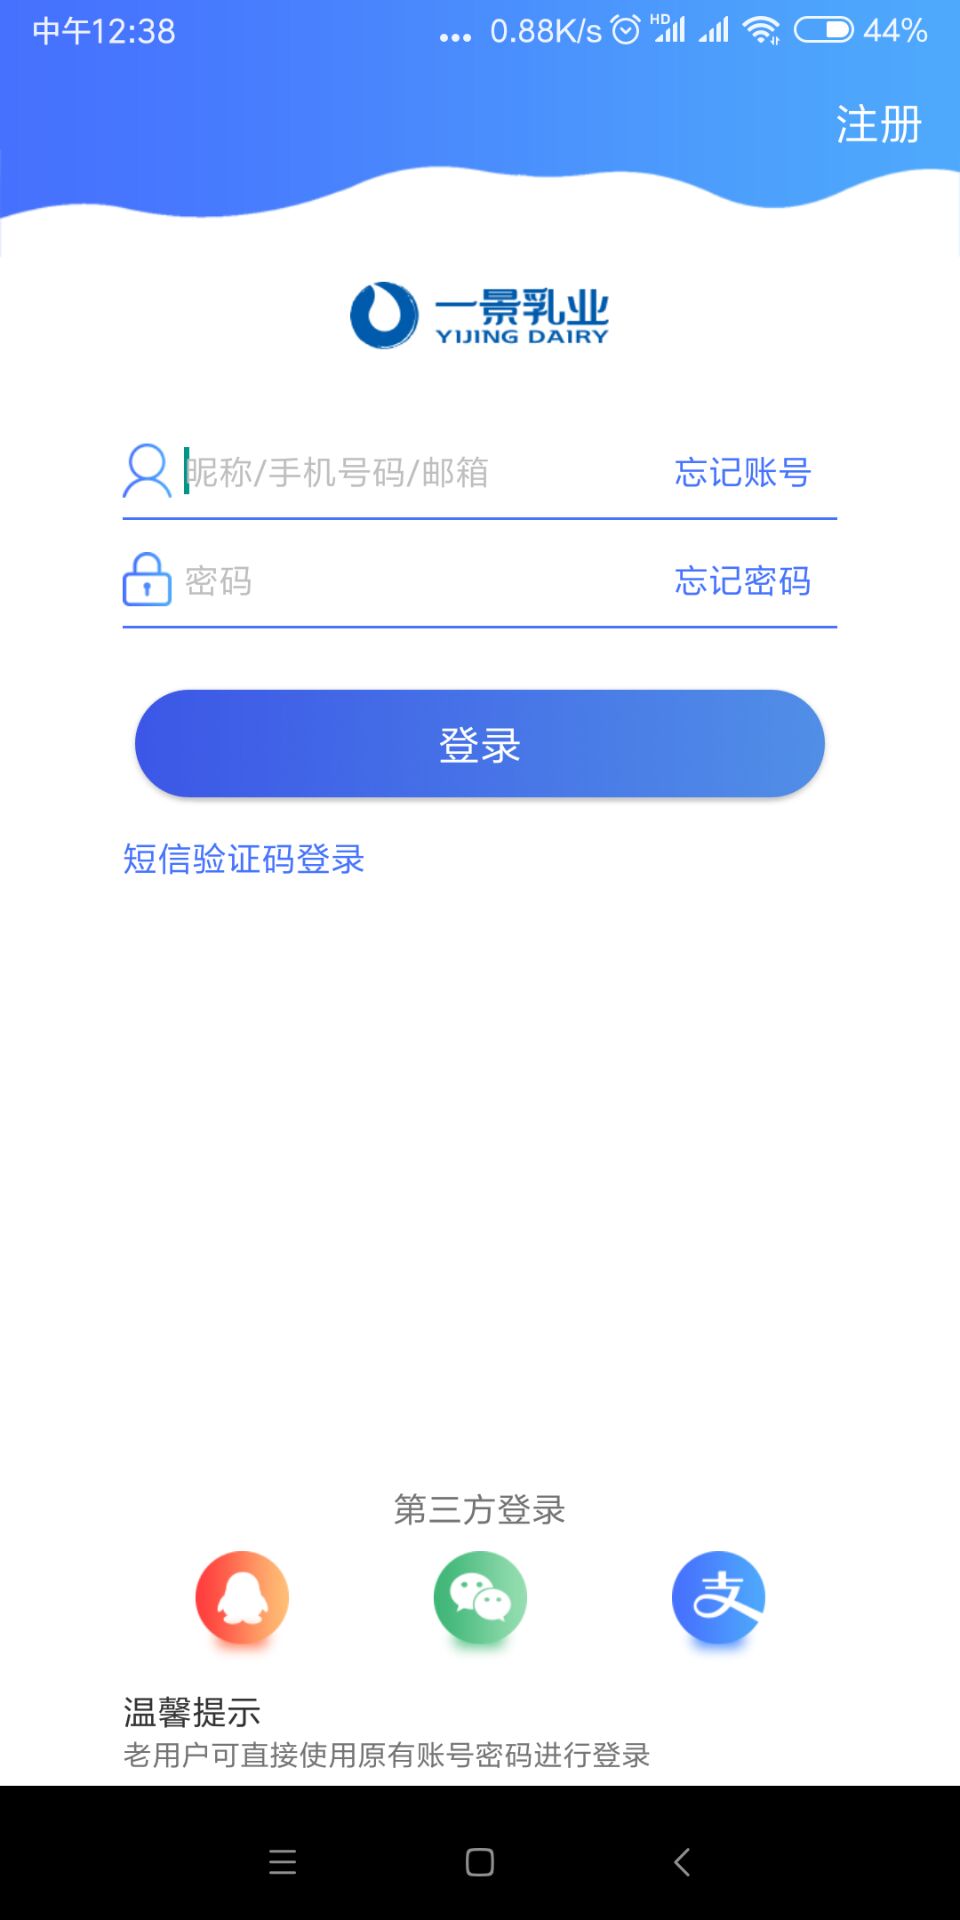 中午12:38 ... 0.88K/s HD 44%
注册
一景乳业
YIJING DAIRY
昵称/手机号码/邮箱 忘记账号
密码 忘记密码
登录
短信验证码登录
第三方登录
支
温馨提示
老用户可直接使用原有账号密码进行登录